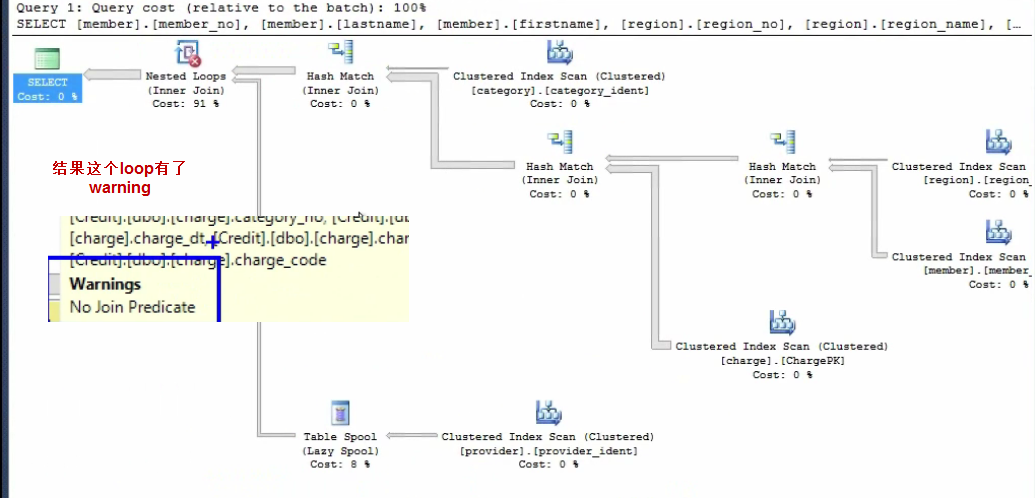 Query 1: Query cost (relative to the batch): 100%
SELECT [member].[member_no], [member].[lastname], [member].[firstname], [region].[region_no], [region].[region_name], […
SELECT
Cost: 0 %
Nested Loops
(Inner Join)
Cost: 91 %
Hash Match
(Inner Join)
Cost: 0 %
Clustered Index Scan (Clustered)
[category].[category_ident]
Cost: 0 %
Hash Match
(Inner Join)
Cost: 0 %
Hash Match
(Inner Join)
Cost: 0 %
Clustered Index Scan
[region].[region_
Cost: 0 %
结果这个loop有了
warning
[Credit].[dbo].[charge].category_no, [Credit].[db
[charge].charge_dt, [Credit].[dbo].[charge].char
[Credit].[dbo].[charge].charge_code
Warnings
No Join Predicate
Clustered Index Scan
[member].[member_
Cost: 0 %
Clustered Index Scan (Clustered)
[charge].[ChargePK]
Cost: 0 %
Table Spool
(Lazy Spool)
Cost: 8 %
Clustered Index Scan (Clustered)
[provider].[provider_ident]
Cost: 0 %